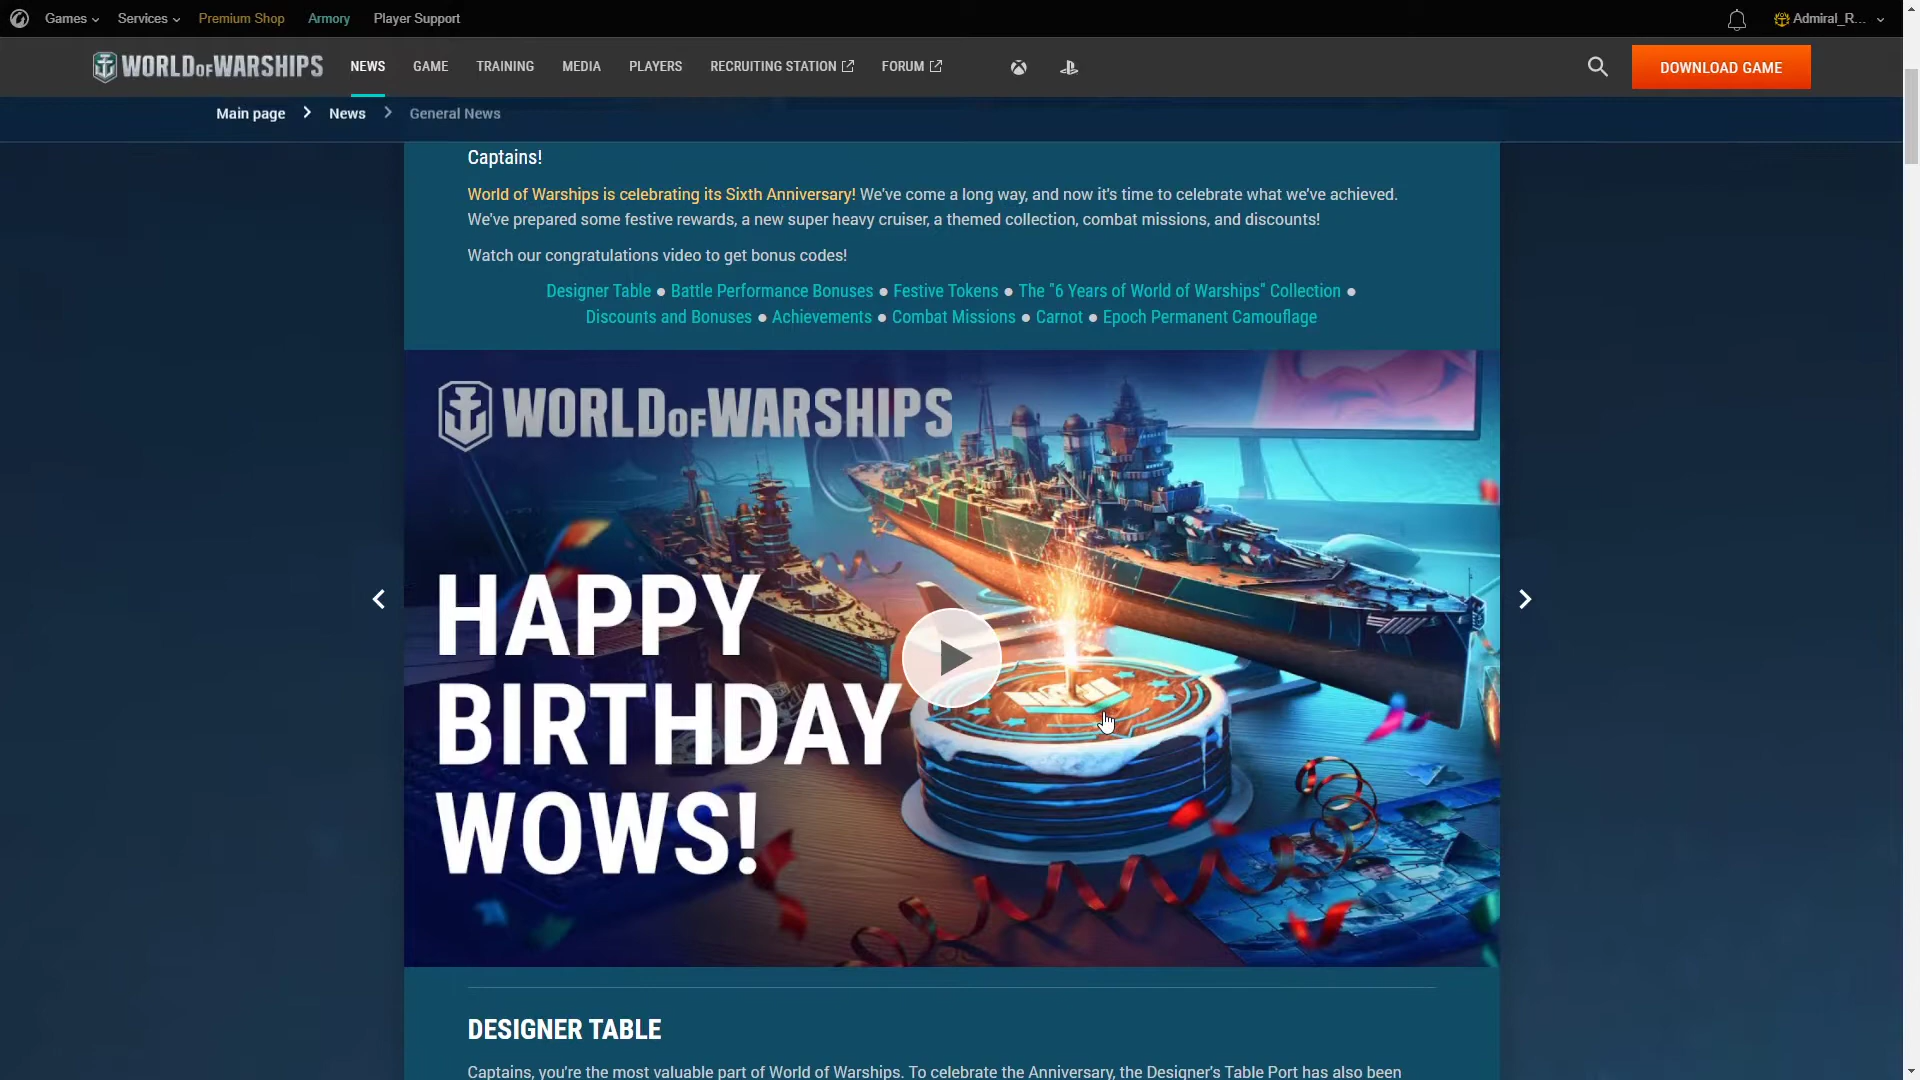 Games Services Premium Shop Armory Player Support Admiral_R...
WORLD OF WARSHIPS NEWS GAME TRAINING MEDIA PLAYERS RECRUITING STATION FORUM DOWNLOAD GAME
Main page News General News
Captains!
World of Warships is celebrating its Sixth Anniversary! We've come a long way, and now it's time to celebrate what we've achieved.
We've prepared some festive rewards, a new super heavy cruiser, a themed collection, combat missions, and discounts!
Watch our congratulations video to get bonus codes!
Designer Table ● Battle Performance Bonuses ● Festive Tokens ● The "6 Years of World of Warships" Collection ●
Discounts and Bonuses ● Achievements ● Combat Missions ● Carnot ● Epoch Permanent Camouflage
WORLD OF WARSHIPS
HAPPY
BIRTHDAY
WOWS!
DESIGNER TABLE
Captains, you're the most valuable part of World of Warships. To celebrate the Anniversary, the Designer's Table Port has also been